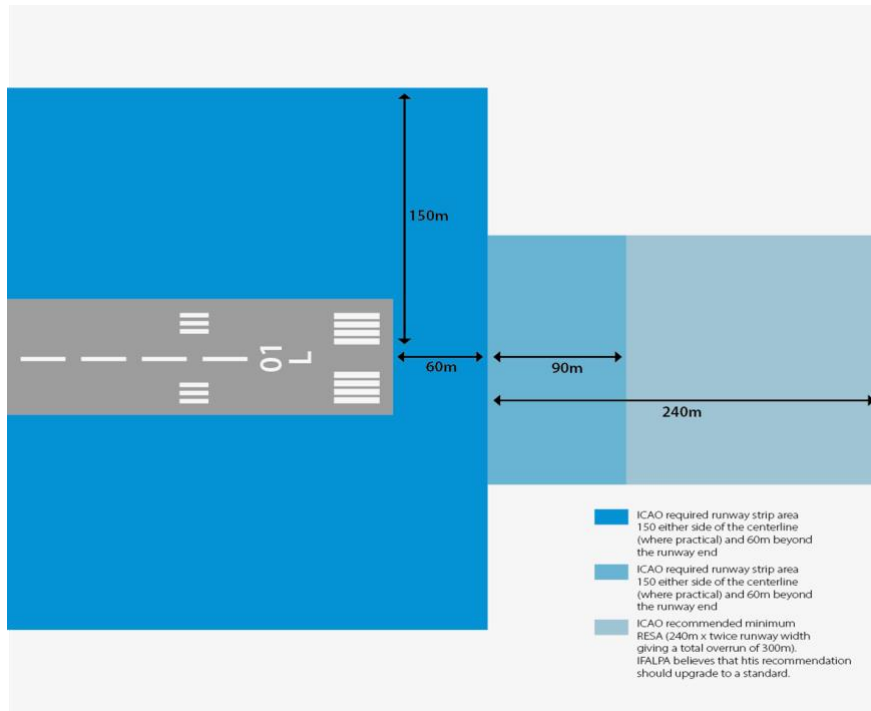 150m
01
L
60m
90m
240m
ICAO required runway strip area
150 either side of the centerline
(where practical) and 60m beyond
the runway end
ICAO required runway strip area
150 either side of the centerline
(where practical) and 60m beyond
the runway end
ICAO recommended minimum
RESA (240m x twice runway width
giving a total overrun of 300m).
IFALPA believes that htis recommendation
should upgrade to a standard.